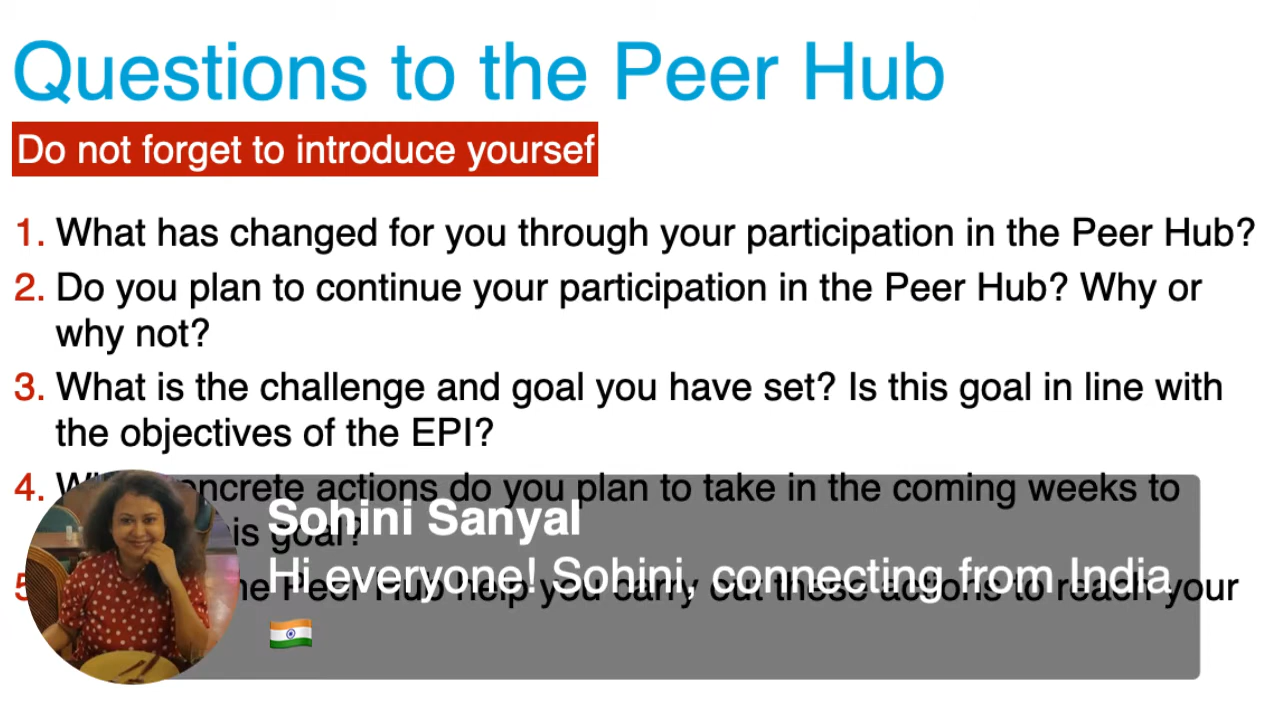 Questions to the Peer Hub
Do not forget to introduce yoursef
1. What has changed for you through your participation in the Peer Hub?
2. Do you plan to continue your participation in the Peer Hub? Why or
why not?
3. What is the challenge and goal you have set? Is this goal in line with
the objectives of the EPI?
4. concrete actions do you plan to take in the coming weeks to
this goal?
Peer Hub help you carry out these actions to reach your
Sohini Sanyal
Hi everyone! Sohini, connecting from India
🇮🇳